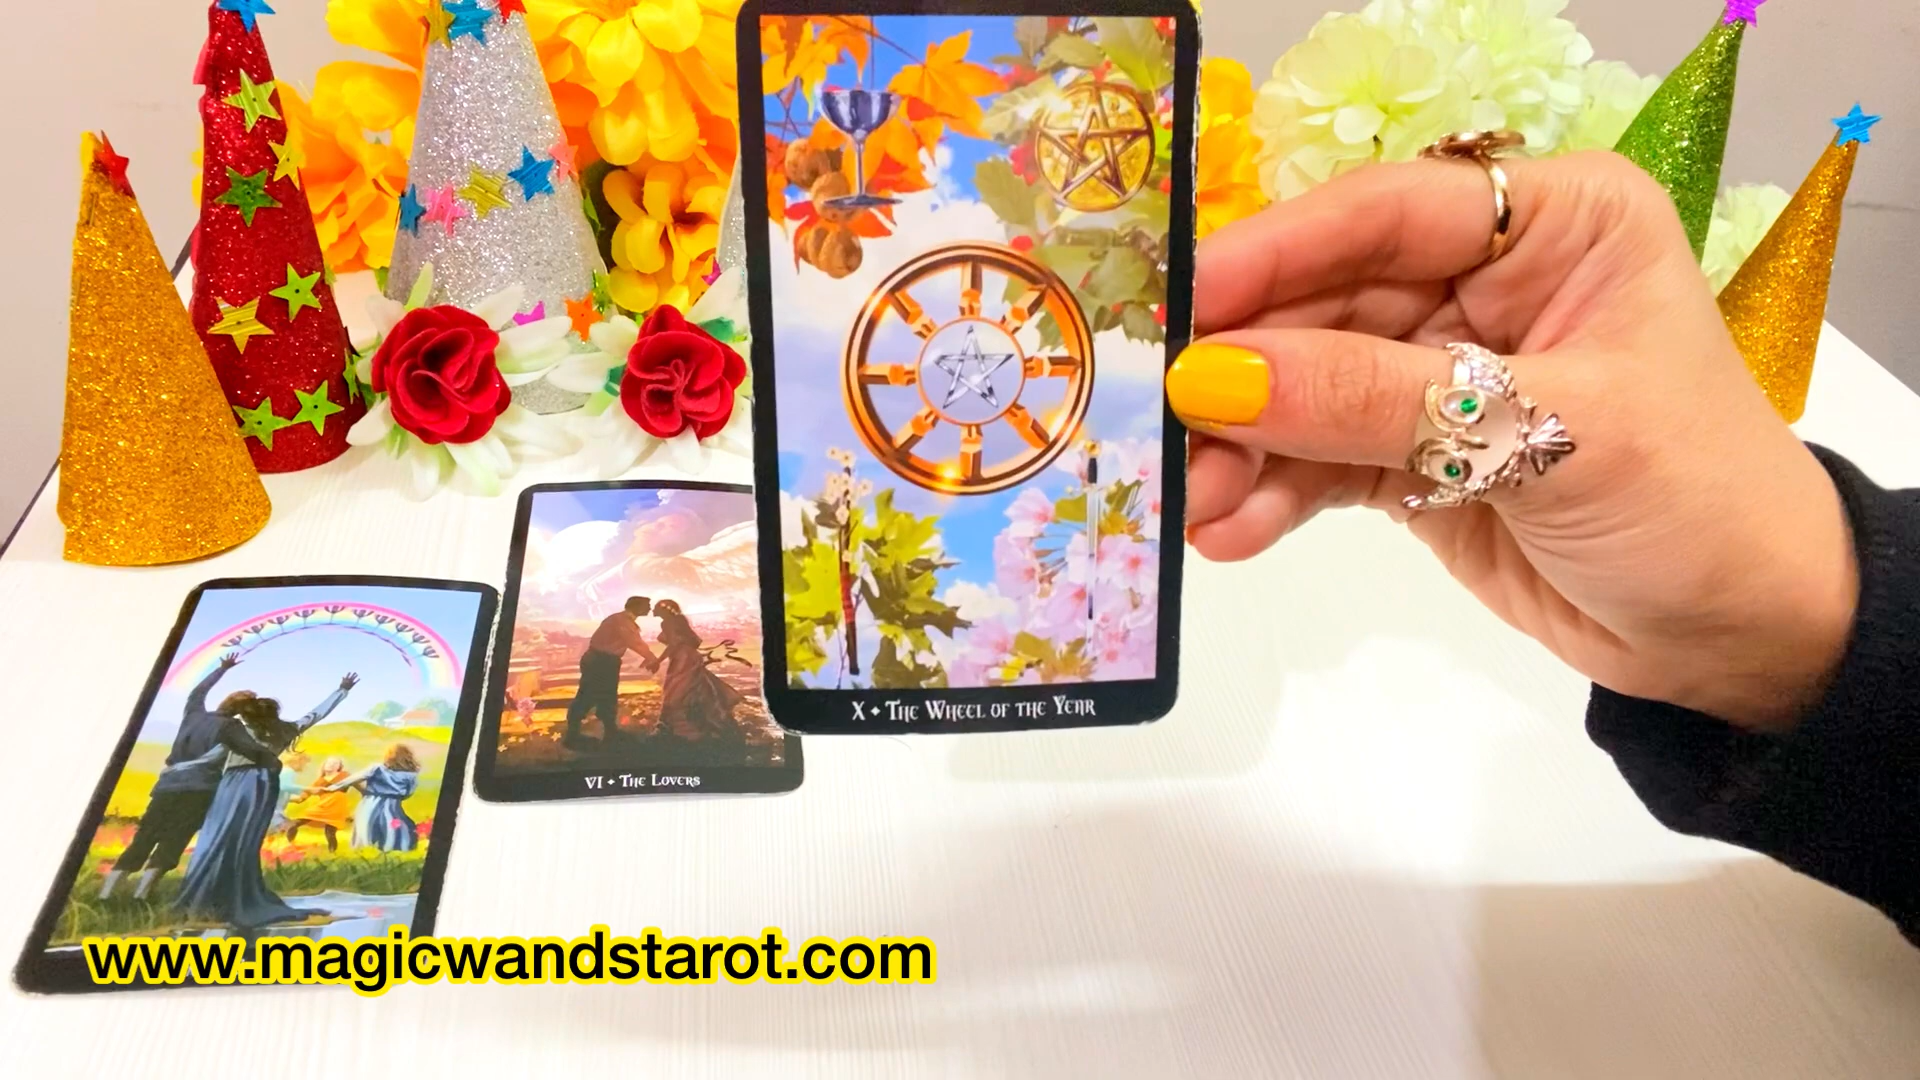 X ✦ The Wheel of the Year
VI ✦ The Lovers
www.magicwandstarot.com